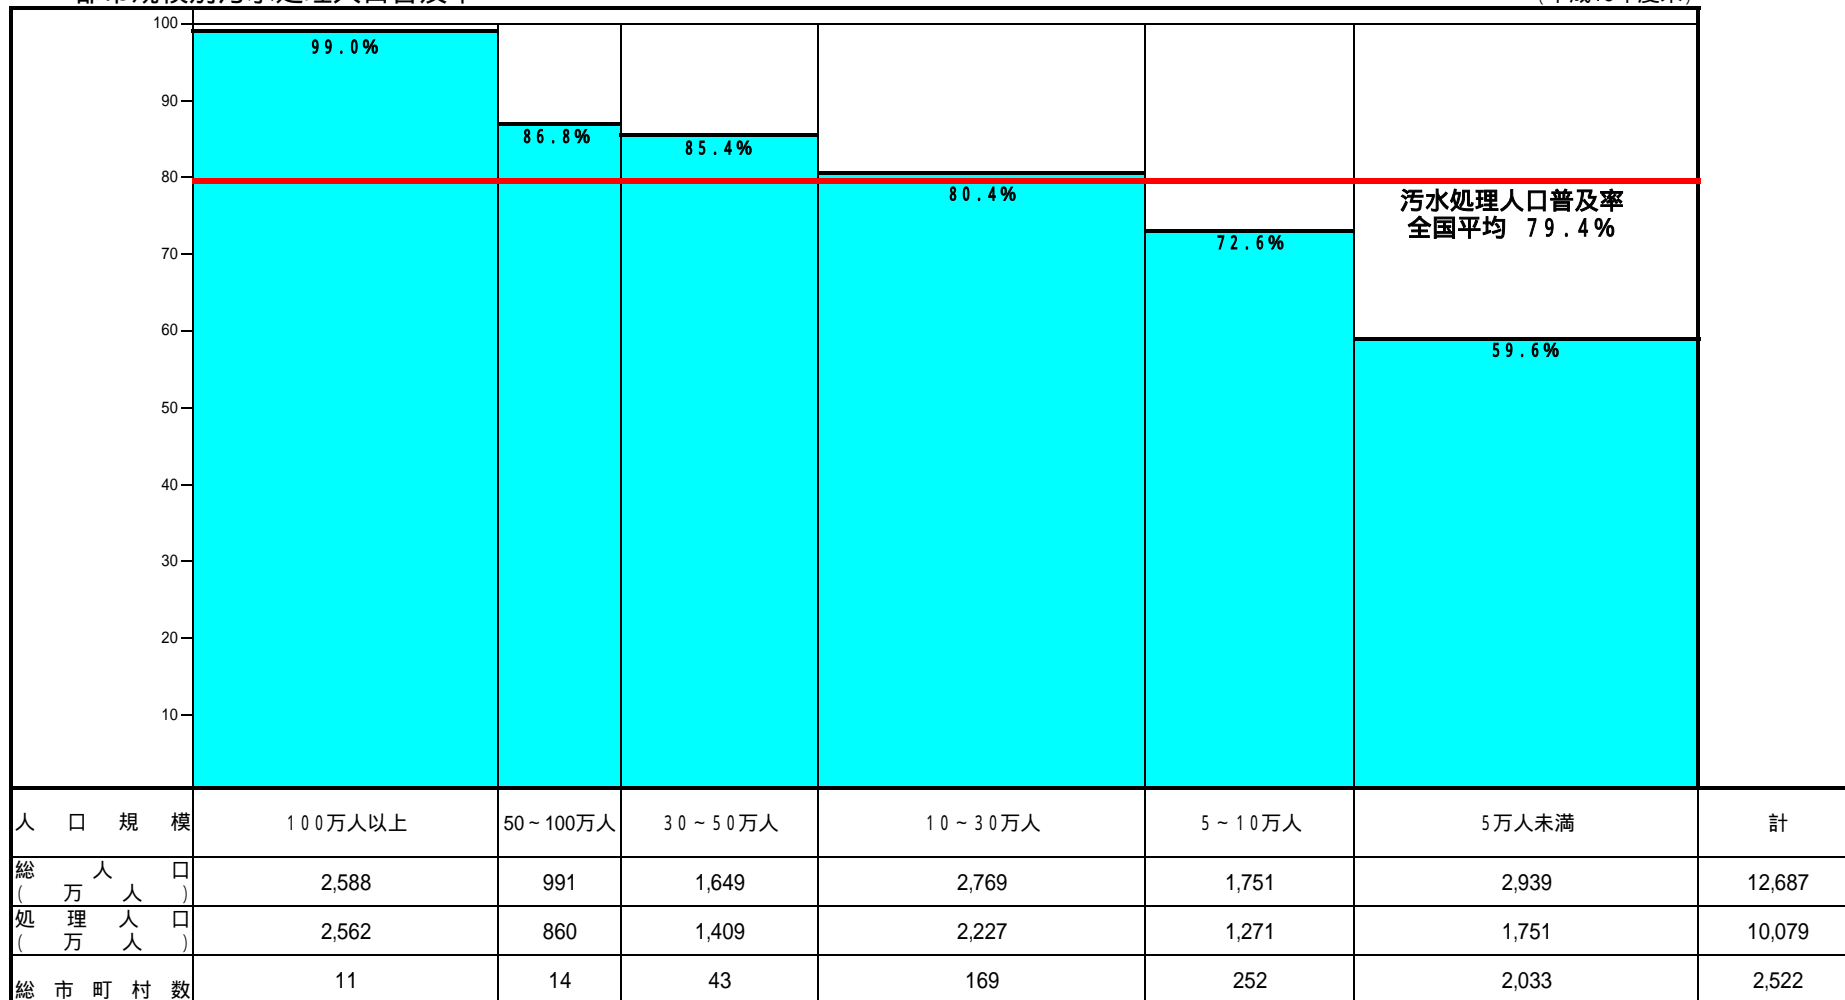 100
99.0%
90
86.8%
85.4%
80
80.4%
汚水処理人口普及率
全国平均 79.4%
72.6%
70
60
59.6%
50
40
30
20
10
人口規模 100万人以上 50~100万人 30~50万人 10~30万人 5~10万人 5万人未満 計
総人口
(万人) 2,588 991 1,649 2,769 1,751 2,939 12,687
処理人口
(万人) 2,562 860 1,409 2,227 1,271 1,751 10,079
総市町村数 11 14 43 169 252 2,033 2,522